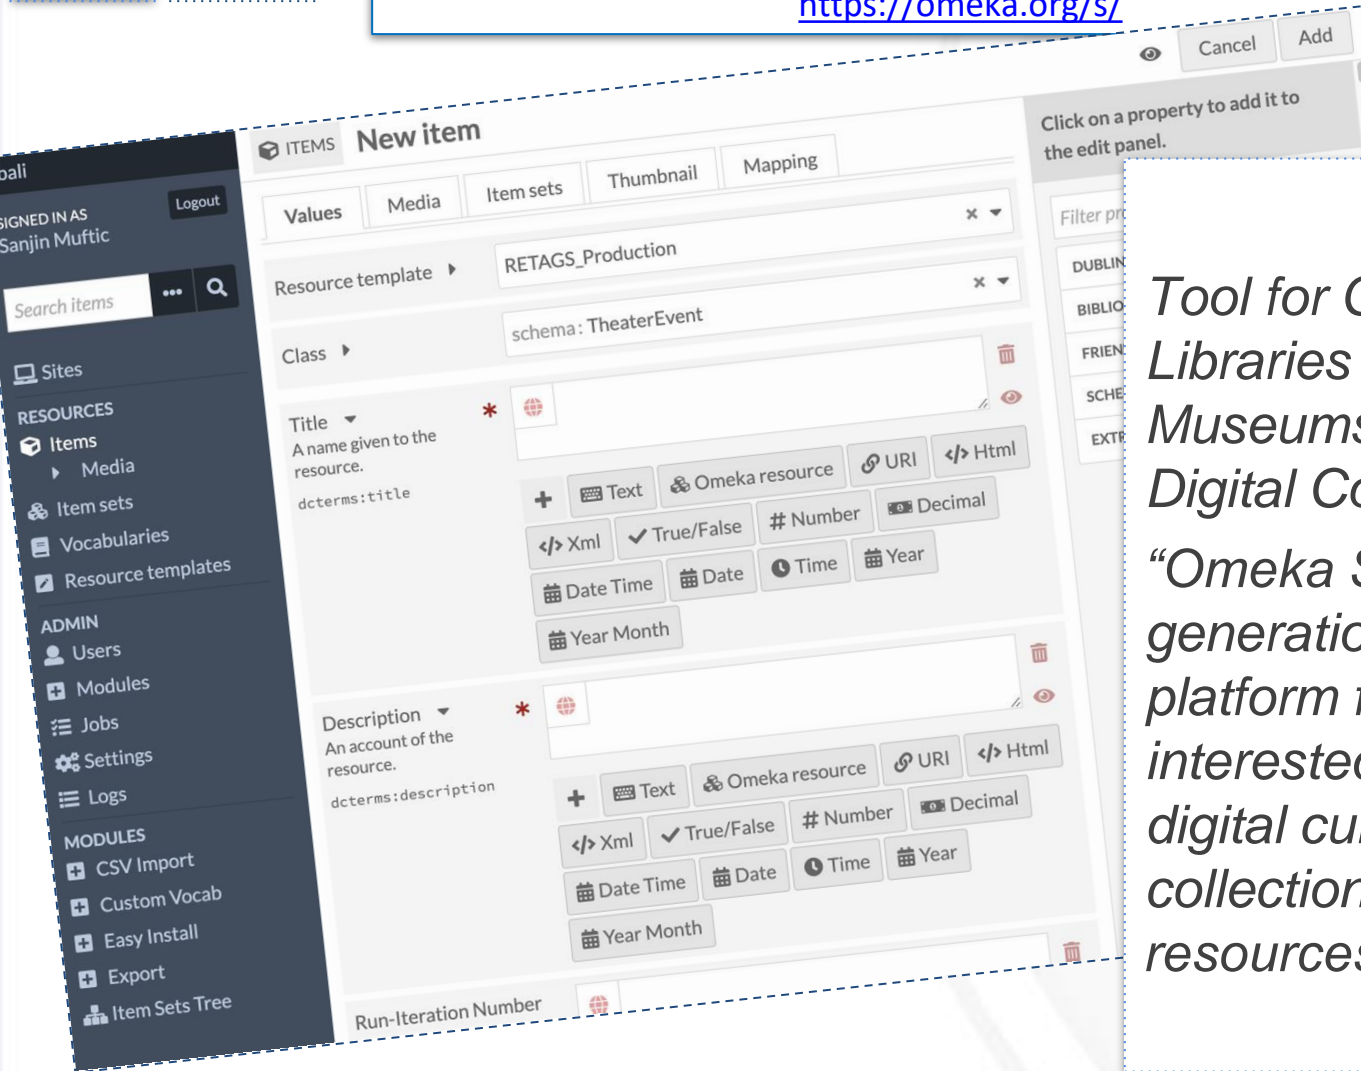 https://omeka.org/s/
Cancel
Add
Click on a property to add it to
the edit panel.
Logout
SIGNED IN AS
Sanjin Muftic
Search items
Sites
RESOURCES
Items
Media
Item sets
Vocabularies
Resource templates
ADMIN
Users
Modules
Jobs
Settings
Logs
MODULES
CSV Import
Custom Vocab
Easy Install
Export
Item Sets Tree
ITEMS New item
Values Media Item sets Thumbnail Mapping
Resource template RETAGS_Production
Class schema: TheaterEvent
Title *
A name given to the
resource.
dcterms:title
+ Text Omeka resource URI </> Html
</> Xml True/False # Number Decimal
Date Time Date Time Year
Year Month
Description *
An account of the
resource.
dcterms:description
+ Text Omeka resource URI </> Html
</> Xml True/False # Number Decimal
Date Time Date Time Year
Year Month
Run-Iteration Number
Filter
Tool for
Libraries
Museums
Digital
“Omeka S
platform
digital